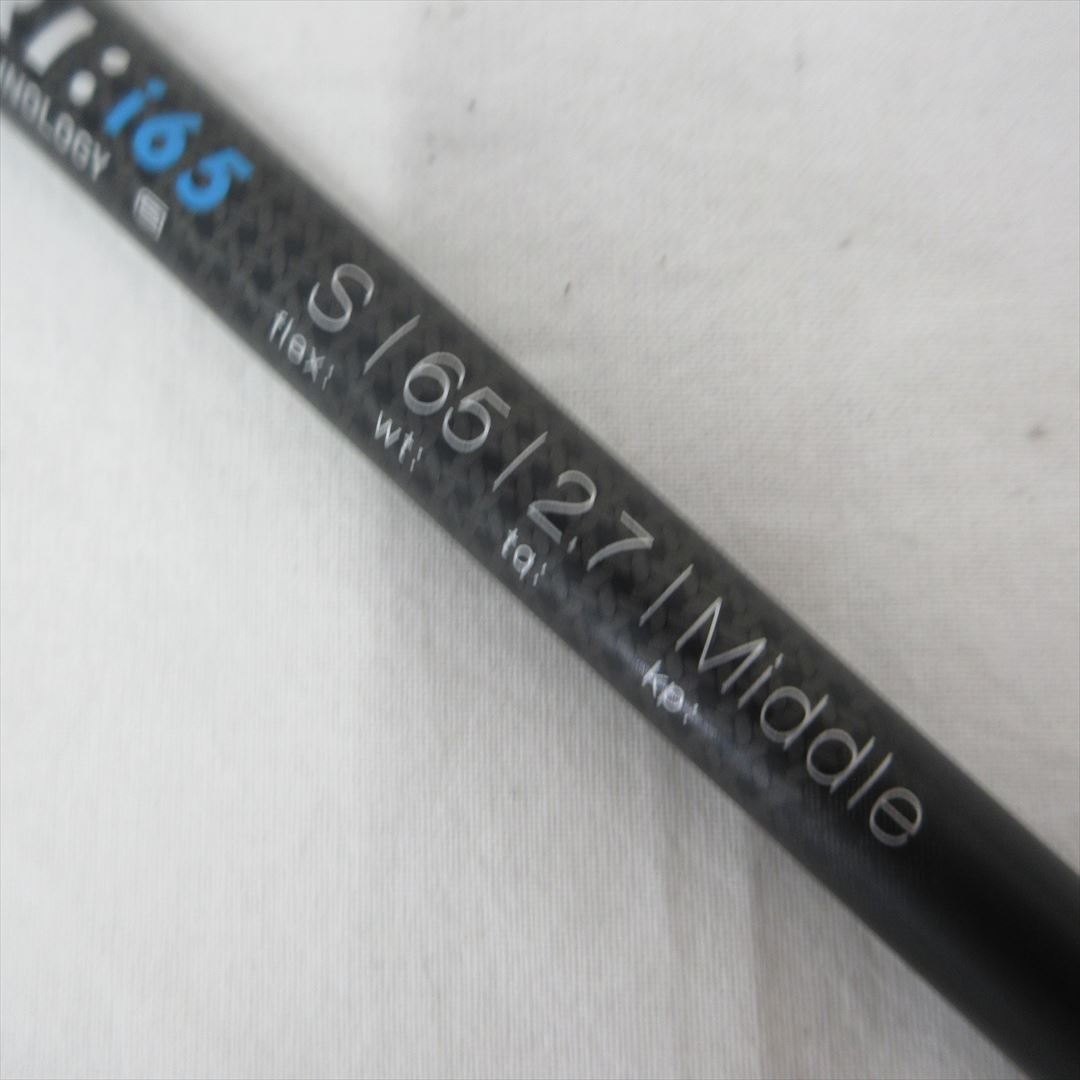 :i65
S / 65 / 2.7 / Middle
flex: wt: tq: kp: